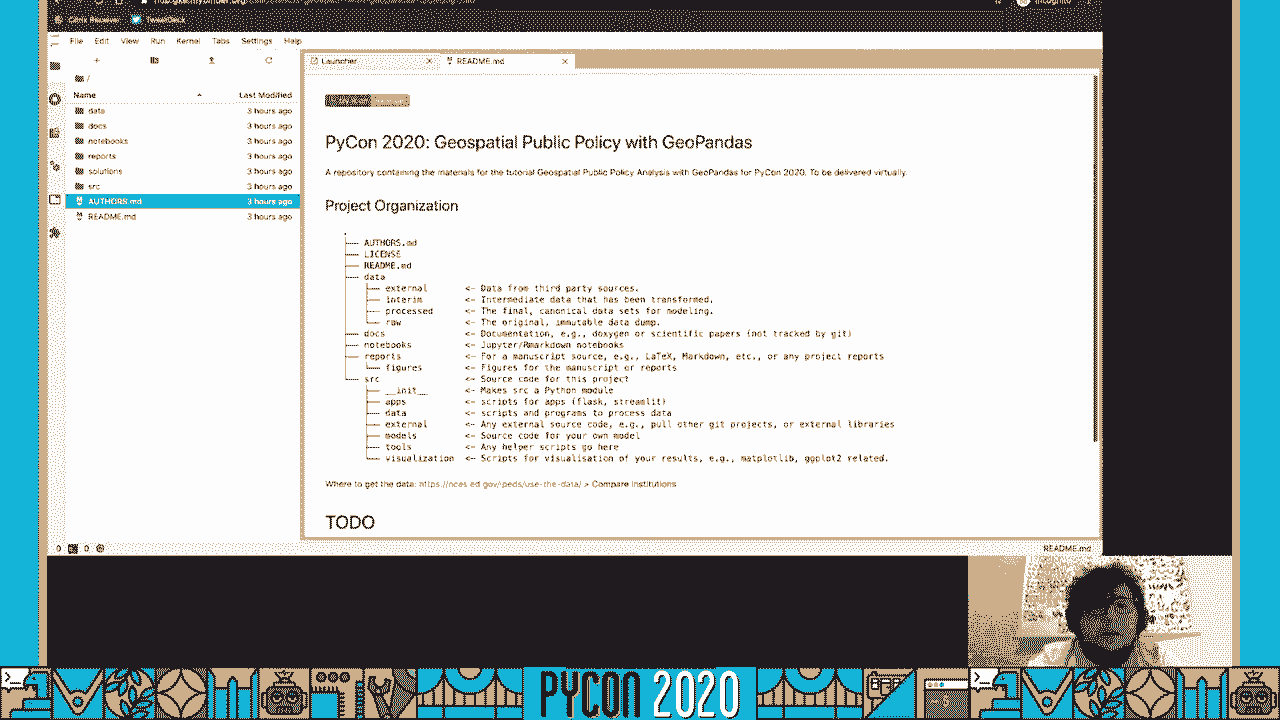 Citrix Receiver TweetDeck
Incognito
File Edit View Run Kernel Tabs Settings Help
Launcher README.md
/
Name Last Modified
data 3 hours ago
docs 3 hours ago
notebooks 3 hours ago
reports 3 hours ago
solutions 3 hours ago
src 3 hours ago
AUTHORS.md 3 hours ago
README.md 3 hours ago
PyCon 2020: Geospatial Public Policy with GeoPandas
A repository containing the materials for the tutorial Geospatial Public Policy Analysis with GeoPandas for PyCon 2020. To be delivered virtually.
Project Organization
.
├── AUTHORS.md
├── LICENSE
├── README.md
├── data
│   ├── external <- Data from third party sources.
│   ├── interim <- Intermediate data that has been transformed.
│   ├── processed <- The final, canonical data sets for modeling.
│   └── raw <- The original, immutable data dump.
├── docs <- Documentation, e.g., doxygen or scientific papers (not tracked by git)
├── notebooks <- Jupyter/Rmarkdown notebooks
├── reports <- For a manuscript source, e.g., LaTeX, Markdown, etc., or any project reports
│   └── figures <- Figures for the manuscript or reports
└── src <- Source code for this project
├── __init__ <- Makes src a Python module
├── apps <- scripts for apps (flask, streamlit)
├── data <- scripts and programs to process data
├── external <- Any external source code, e.g., pull other git projects, or external libraries
├── models <- Source code for your own model
├── tools <- Any helper scripts go here
└── visualization <- Scripts for visualisation of your results, e.g., matplotlib, ggplot2 related.
Where to get the data: https://nces.ed.gov/ipeds/use-the-data/ > Compare Institutions
TODO
0 0 README.md
PYCON 2020